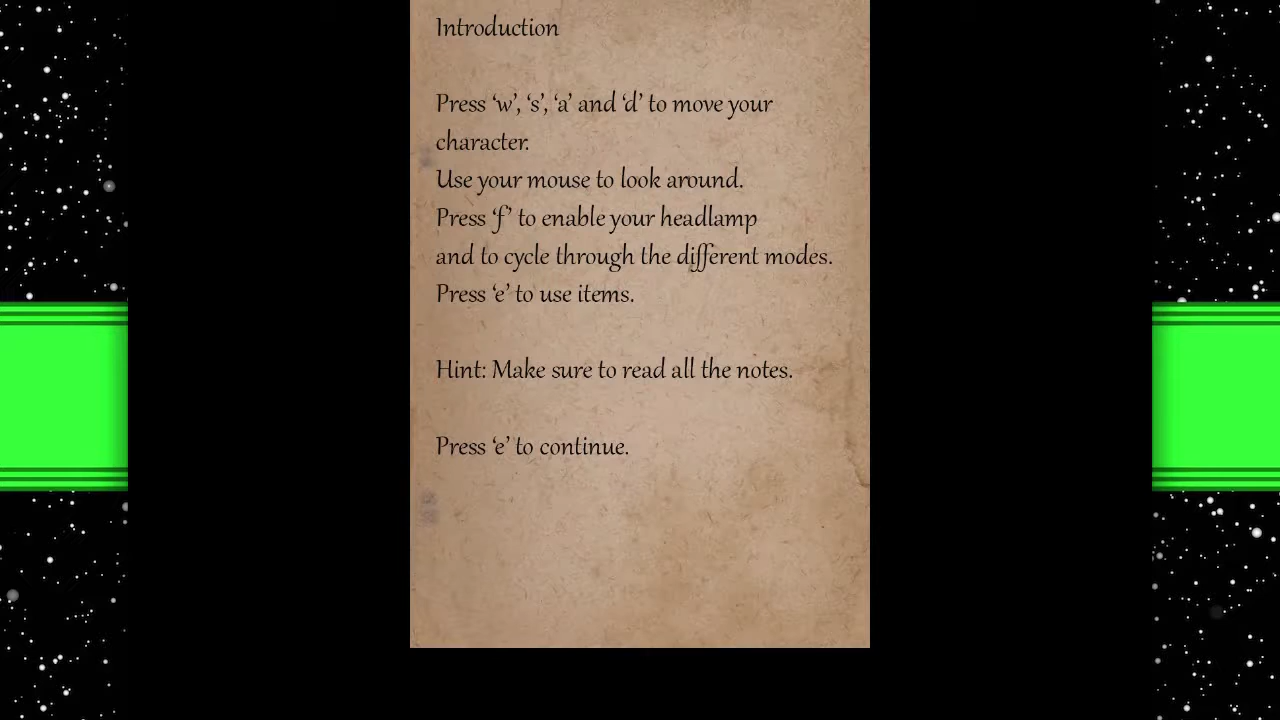 Introduction
Press ‘w’, ‘s’, ‘a’ and ‘d’ to move your
character.
Use your mouse to look around.
Press ‘f’ to enable your headlamp
and to cycle through the different modes.
Press ‘e’ to use items.
Hint: Make sure to read all the notes.
Press ‘e’ to continue.